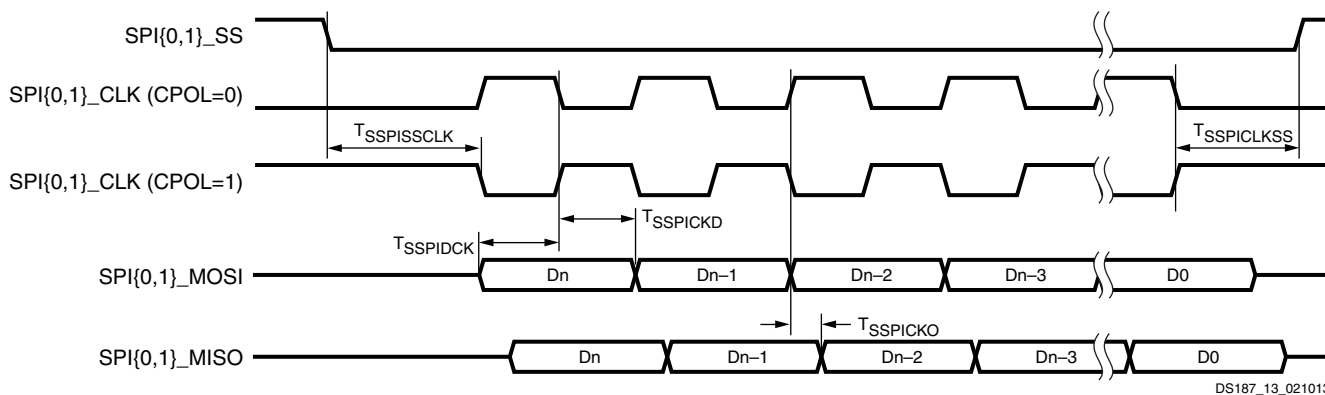 SPI{0,1}_SS
SPI{0,1}_CLK (CPOL=0)
TSSPISSCLK
TSSPICLKSS
SPI{0,1}_CLK (CPOL=1)
TSSPICKD
TSSPIDCK
SPI{0,1}_MOSI
Dn
Dn–1
Dn–2
Dn–3
D0
TSSPICKO
SPI{0,1}_MISO
Dn
Dn–1
Dn–2
Dn–3
D0
DS187_13_021013